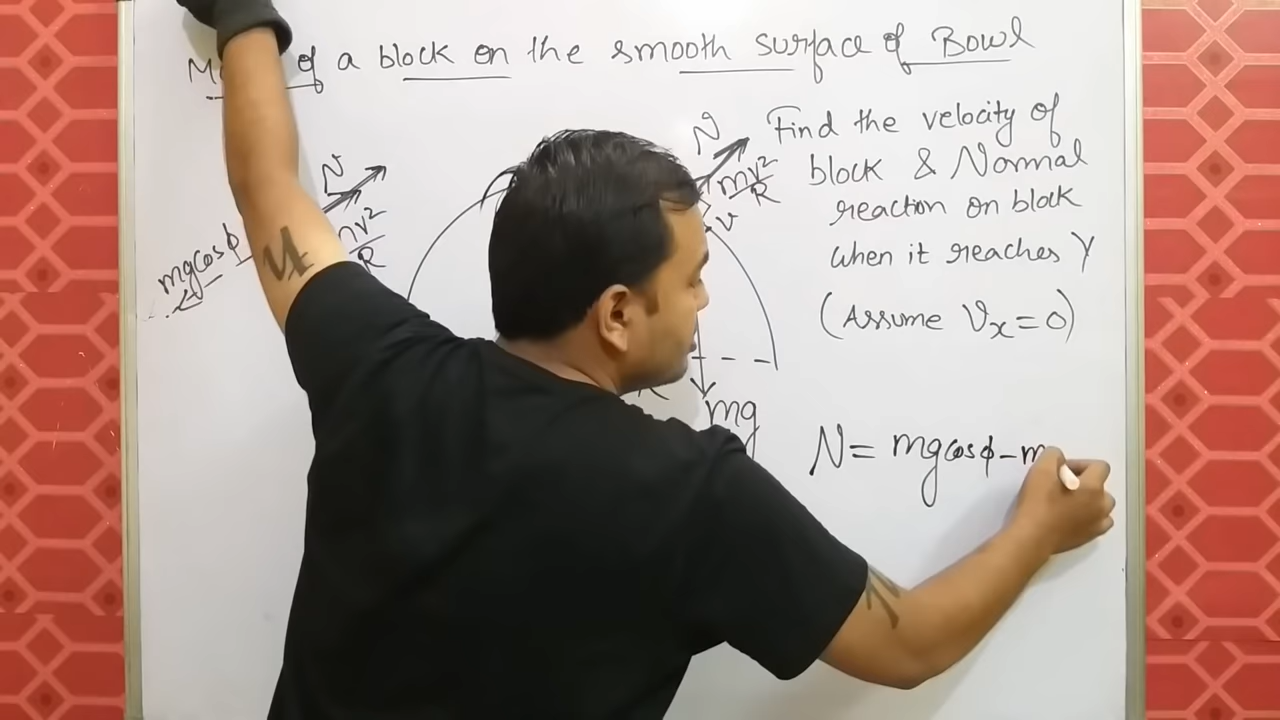 of a block on the smooth surface of Bowl
N
N
Find the velocity of
mv²/R
block & Normal
v
reaction on block
mgcosϕ
mv²/R
when it reaches Y
(Assume Vx=0)
mg
N= mgcosϕ-m